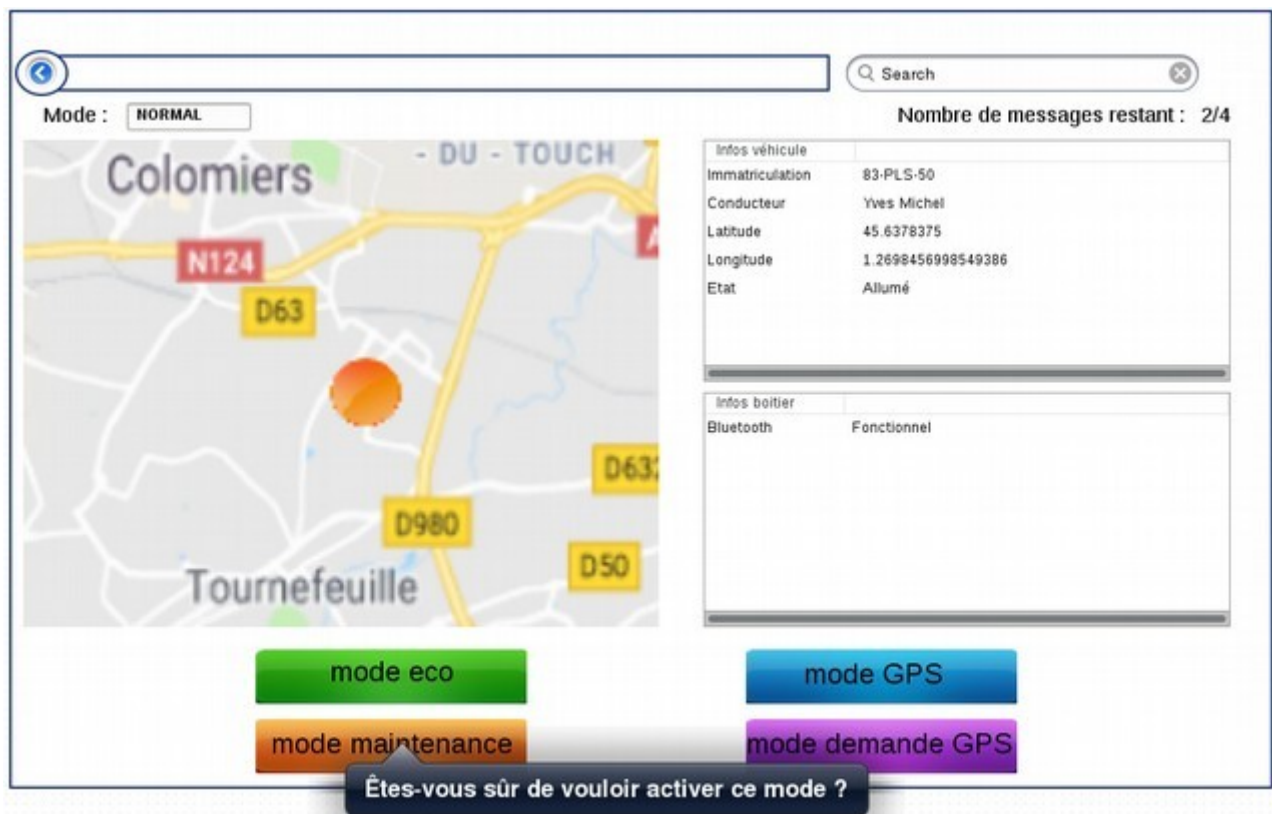 Search
Mode : NORMAL
Nombre de messages restant : 2/4
Colomiers
- DU - TOUCH
N124
A
D63
D632
D980
D50
Tournefeuille
Infos véhicule
Immatriculation 83-PLS-50
Conducteur Yves Michel
Latitude 45.6378375
Longitude 1.2698456998549386
Etat Allumé
Infos boitier
Bluetooth Fonctionnel
mode eco
mode GPS
mode maintenance
mode demande GPS
Êtes-vous sûr de vouloir activer ce mode ?